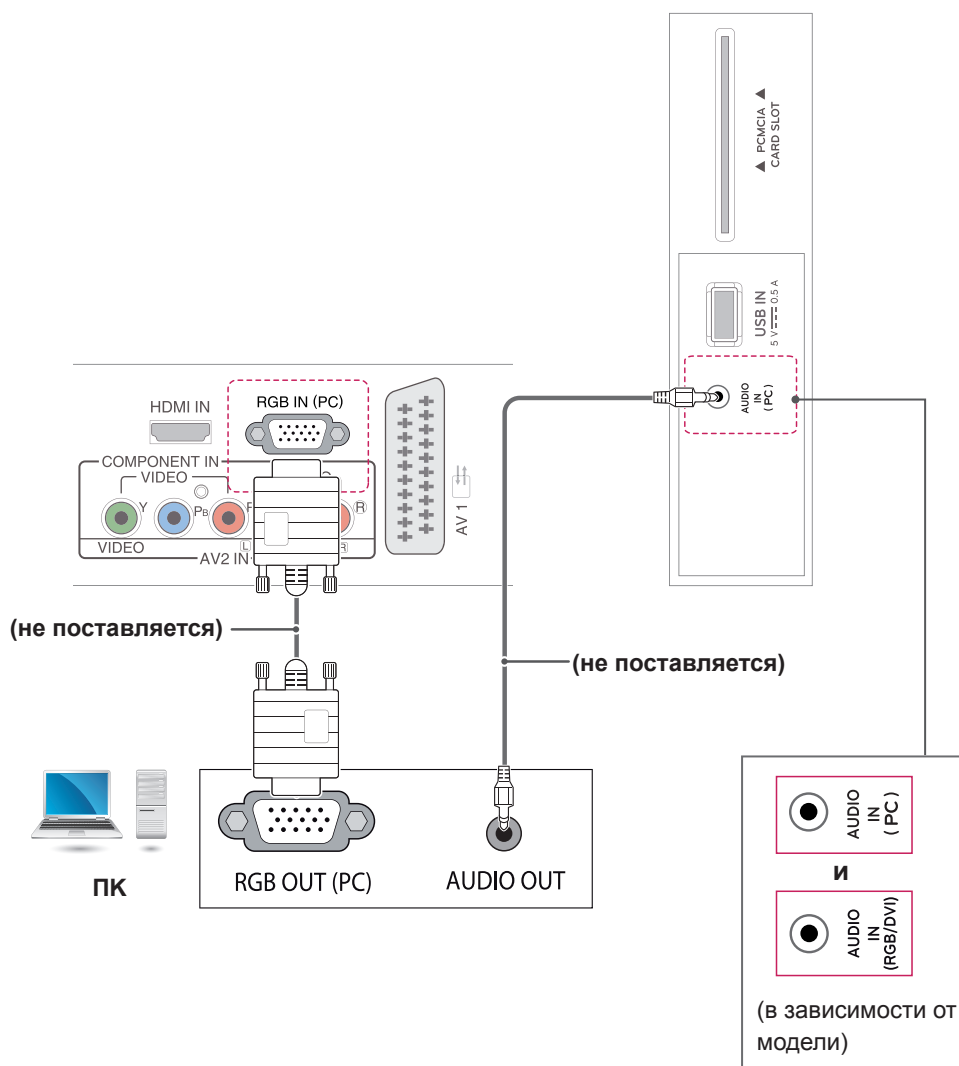 ▲ PCMCIA ▲
CARD SLOT
USB IN
5 V 0.5 A
AUDIO
IN
(PC)
HDMI IN
RGB IN (PC)
COMPONENT IN
VIDEO
Y
PB
R
VIDEO
AV2 IN
L
R
AV 1
(не поставляется)
(не поставляется)
ПК
RGB OUT (PC)
AUDIO OUT
AUDIO
IN
(PC)
и
AUDIO
IN
(RGB/DVI)
(в зависимости от
модели)